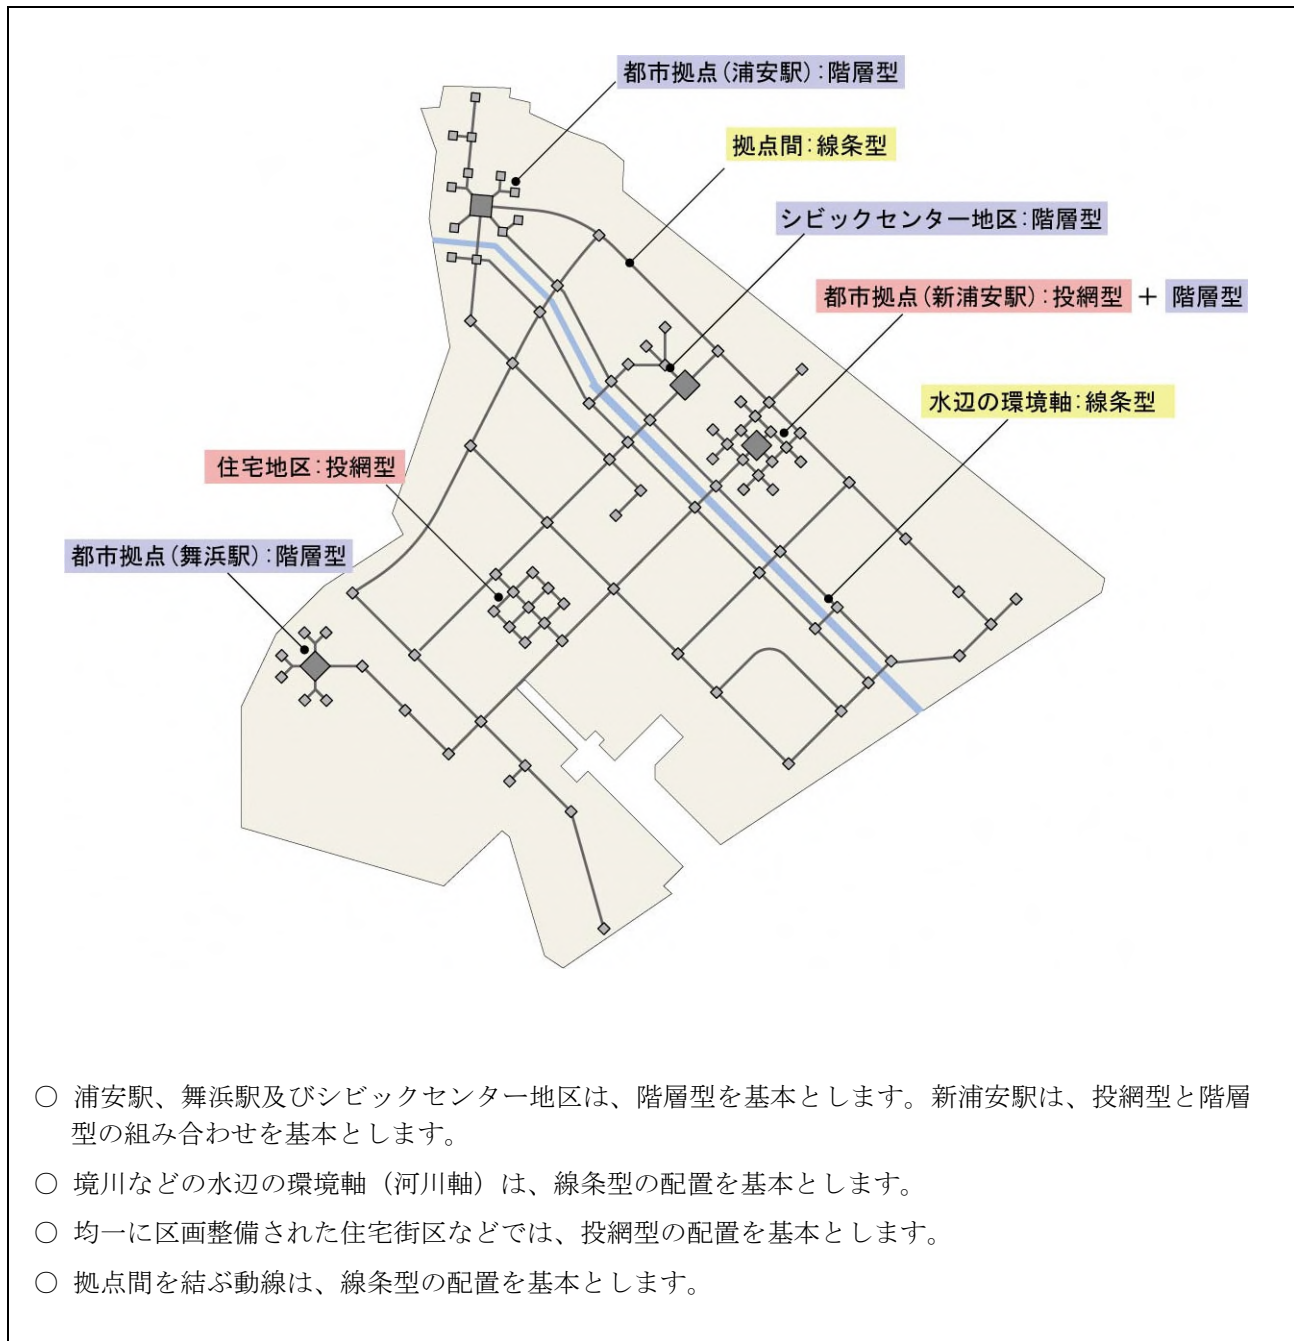 都市拠点(浦安駅):階層型
拠点間:線条型
シビックセンター地区:階層型
都市拠点(新浦安駅):投網型 + 階層型
水辺の環境軸:線条型
住宅地区:投網型
都市拠点(舞浜駅):階層型
○ 浦安駅、舞浜駅及びシビックセンター地区は、階層型を基本とします。新浦安駅は、投網型と階層
型の組み合わせを基本とします。
○ 境川などの水辺の環境軸（河川軸）は、線条型の配置を基本とします。
○ 均一に区画整備された住宅街区などでは、投網型の配置を基本とします。
○ 拠点間を結ぶ動線は、線条型の配置を基本とします。